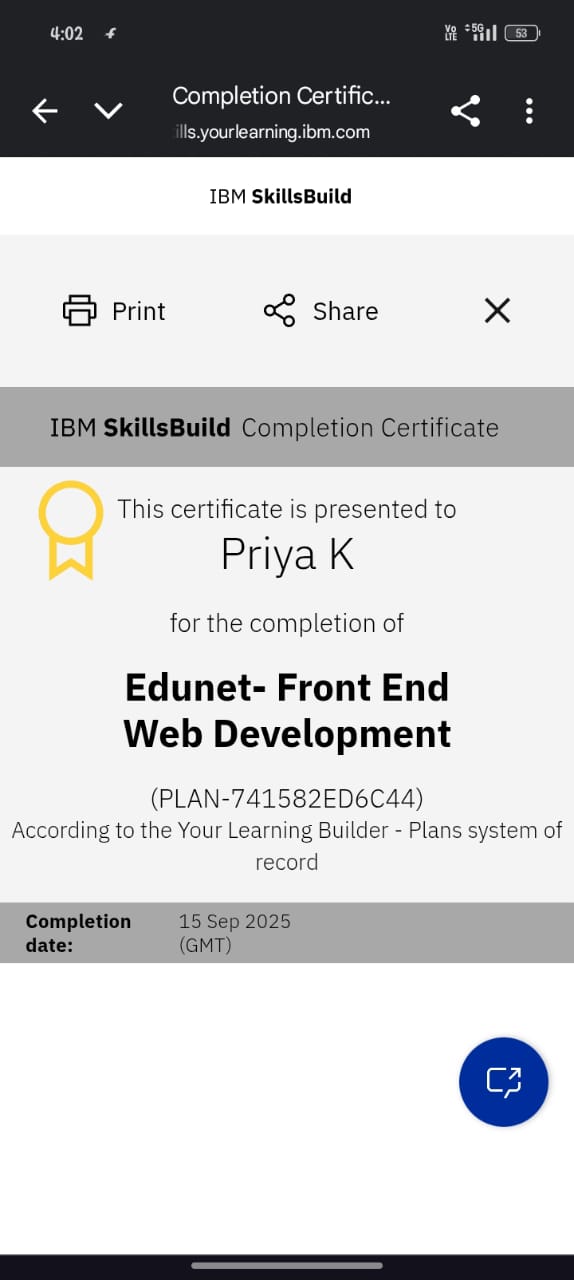 4:02
Vo LTE 5G 53
Completion Certific...
ills.yourlearning.ibm.com
IBM SkillsBuild
Print Share
IBM SkillsBuild Completion Certificate
This certificate is presented to
Priya K
for the completion of
Edunet- Front End
Web Development
(PLAN-741582ED6C44)
According to the Your Learning Builder - Plans system of
record
Completion date: 15 Sep 2025 (GMT)